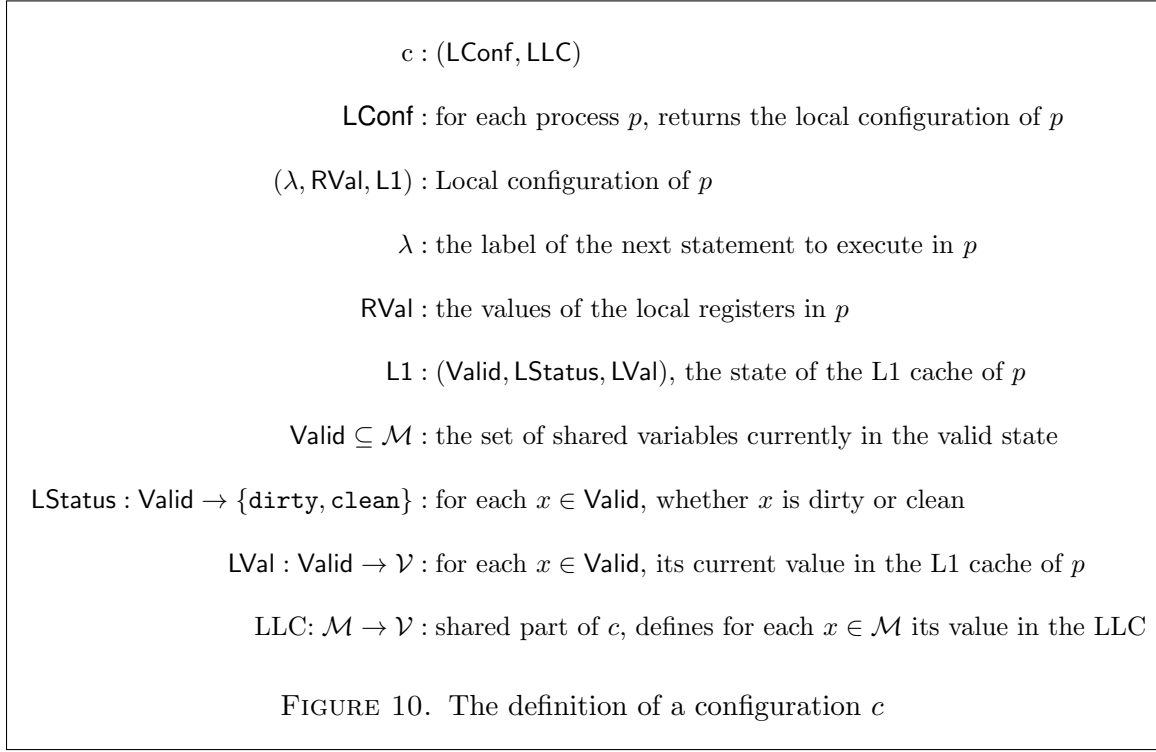 c : (LConf, LLC)
LConf : for each process p, returns the local configuration of p
(λ, RVal, L1) : Local configuration of p
λ : the label of the next statement to execute in p
RVal : the values of the local registers in p
L1 : (Valid, LStatus, LVal), the state of the L1 cache of p
Valid ⊆ ℳ : the set of shared variables currently in the valid state
LStatus : Valid → {dirty, clean} : for each x ∈ Valid, whether x is dirty or clean
LVal : Valid → 𝒱 : for each x ∈ Valid, its current value in the L1 cache of p
LLC: ℳ → 𝒱 : shared part of c, defines for each x ∈ ℳ its value in the LLC
FIGURE 10. The definition of a configuration c